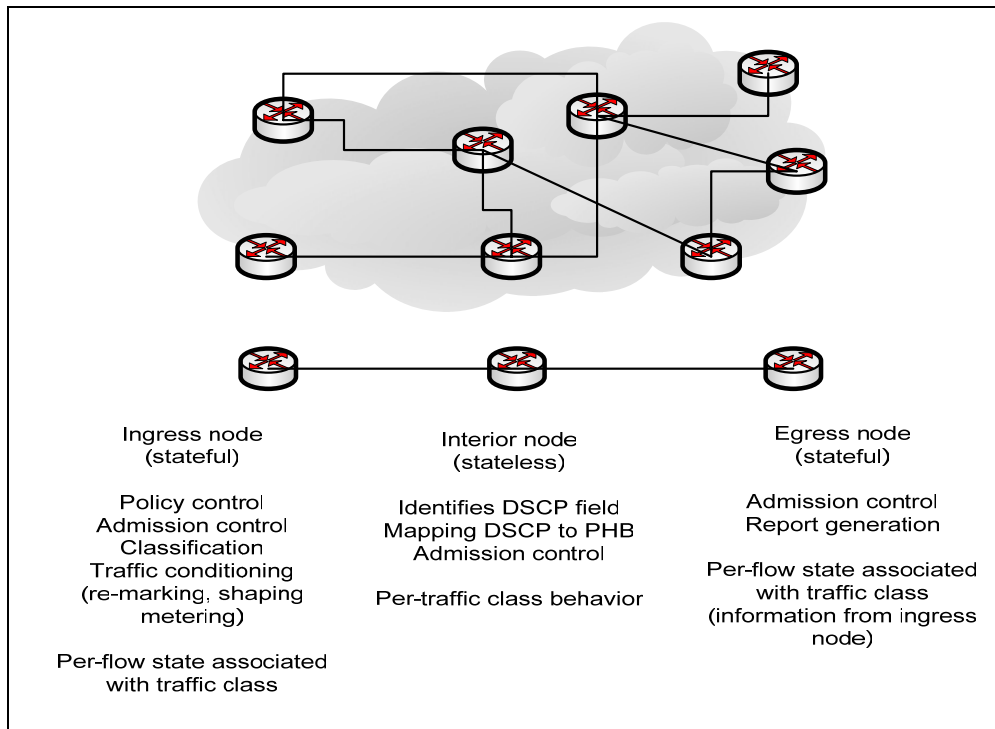 Ingress node
(stateful)
Policy control
Admission control
Classification
Traffic conditioning
(re-marking, shaping
metering)
Per-flow state associated
with traffic class
Interior node
(stateless)
Identifies DSCP field
Mapping DSCP to PHB
Admission control
Per-traffic class behavior
Egress node
(stateful)
Admission control
Report generation
Per-flow state associated
with traffic class
(information from ingress
node)